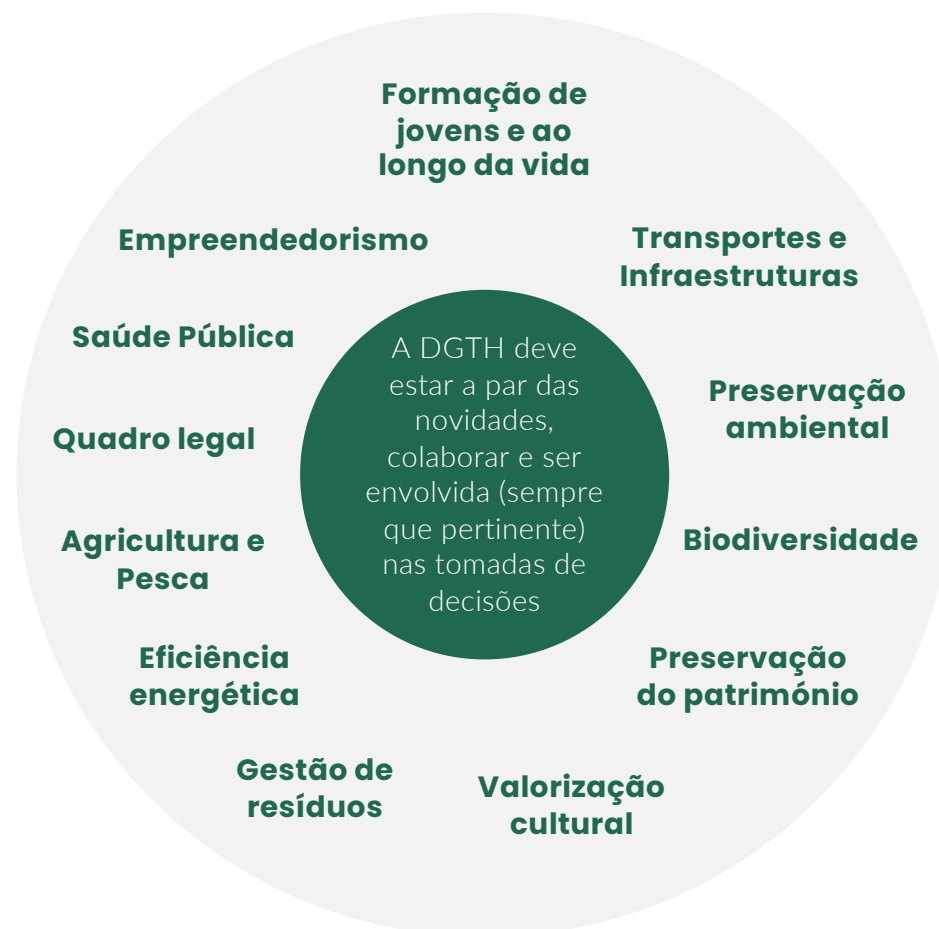 Formação de
jovens e ao
longo da vida
Empreendedorismo
Transportes e
Infraestruturas
Saúde Pública
Preservação
ambiental
Quadro legal
A DGTH deve
estar a par das
novidades,
colaborar e ser
envolvida (sempre
que pertinente)
nas tomadas de
decisões
Agricultura e
Pesca
Biodiversidade
Eficiência
energética
Preservação
do património
Gestão de
resíduos
Valorização
cultural